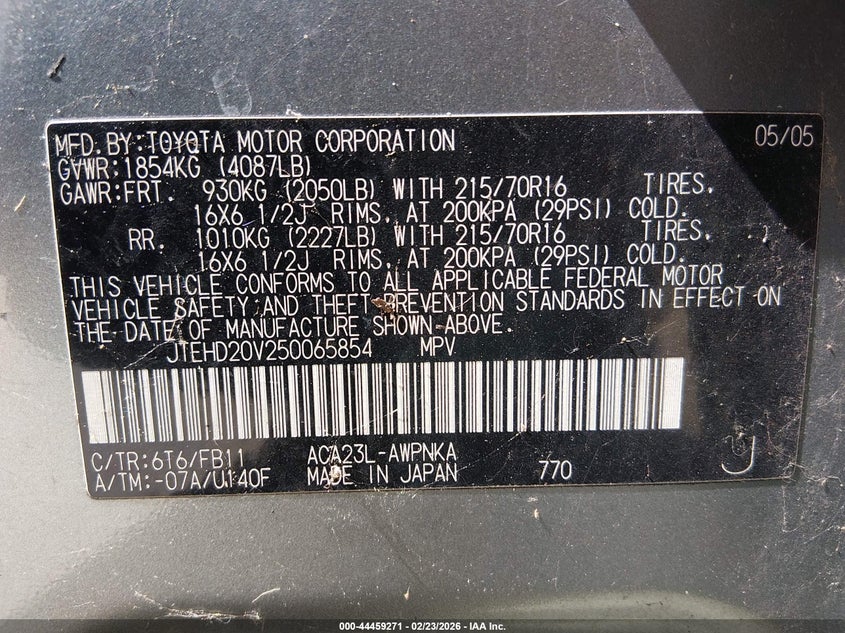 MFD.BY:TOYOTA MOTOR CORPORATION 05/05
GVWR:1854KG (4087LB)
GAWR:FRT. 930KG (2050LB) WITH 215/70R16 TIRES.
16X6 1/2J RIMS, AT 200KPA (29PSI) COLD.
RR. 1010KG (2227LB) WITH 215/70R16 TIRES.
16X6 1/2J RIMS, AT 200KPA (29PSI) COLD.
THIS VEHICLE CONFORMS TO ALL APPLICABLE FEDERAL MOTOR
VEHICLE SAFETY AND THEFT PREVENTION STANDARDS IN EFFECT ON
THE DATE OF MANUFACTURE SHOWN ABOVE.
JTEHD20V250065854 MPV
C/TR:6T6/FB11 ACA23L-AWPNKA
A/TM:-07A/U140F MADE IN JAPAN 770 J
000-44459271 - 02/23/2026 - IAA Inc.